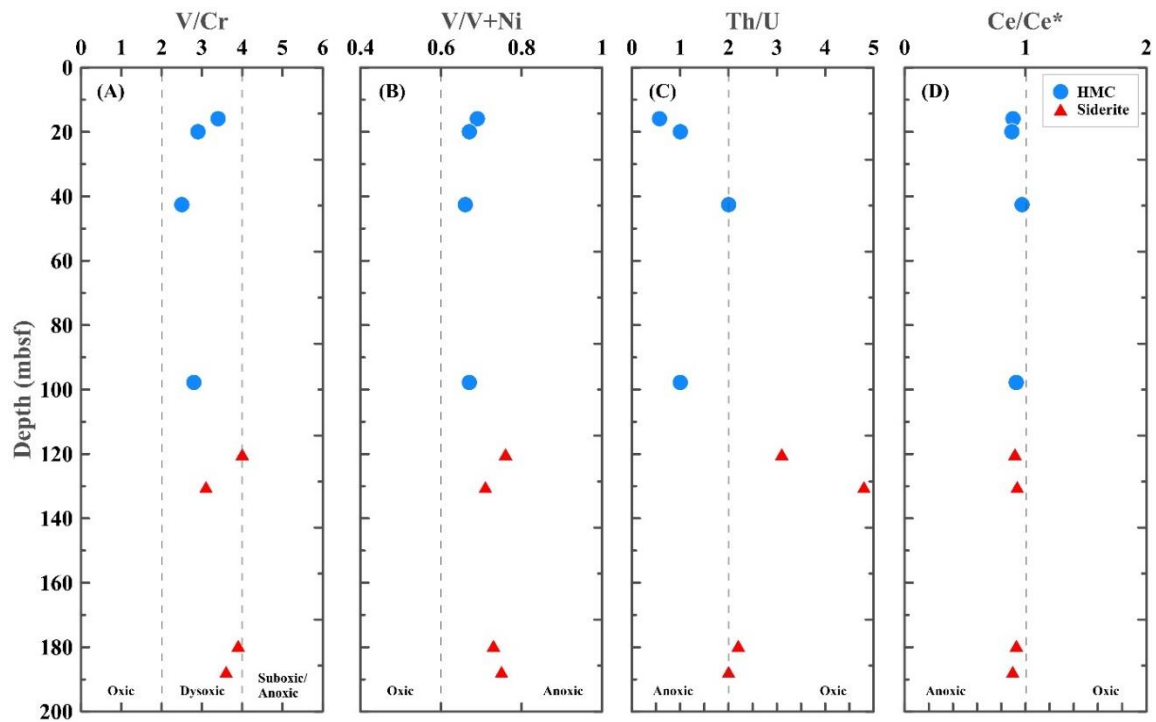 V/Cr
V/V+Ni
Th/U
Ce/Ce*
0 1 2 3 4 5 6
0.4 0.6 0.8 1
0 1 2 3 4 5
0 1 2
Depth (mbsf)
0
20
40
60
80
100
120
140
160
180
200
(A)
(B)
(C)
(D)
HMC
Siderite
Oxic
Dysoxic
Suboxic/
Anoxic
Oxic
Anoxic
Anoxic
Oxic
Anoxic
Oxic